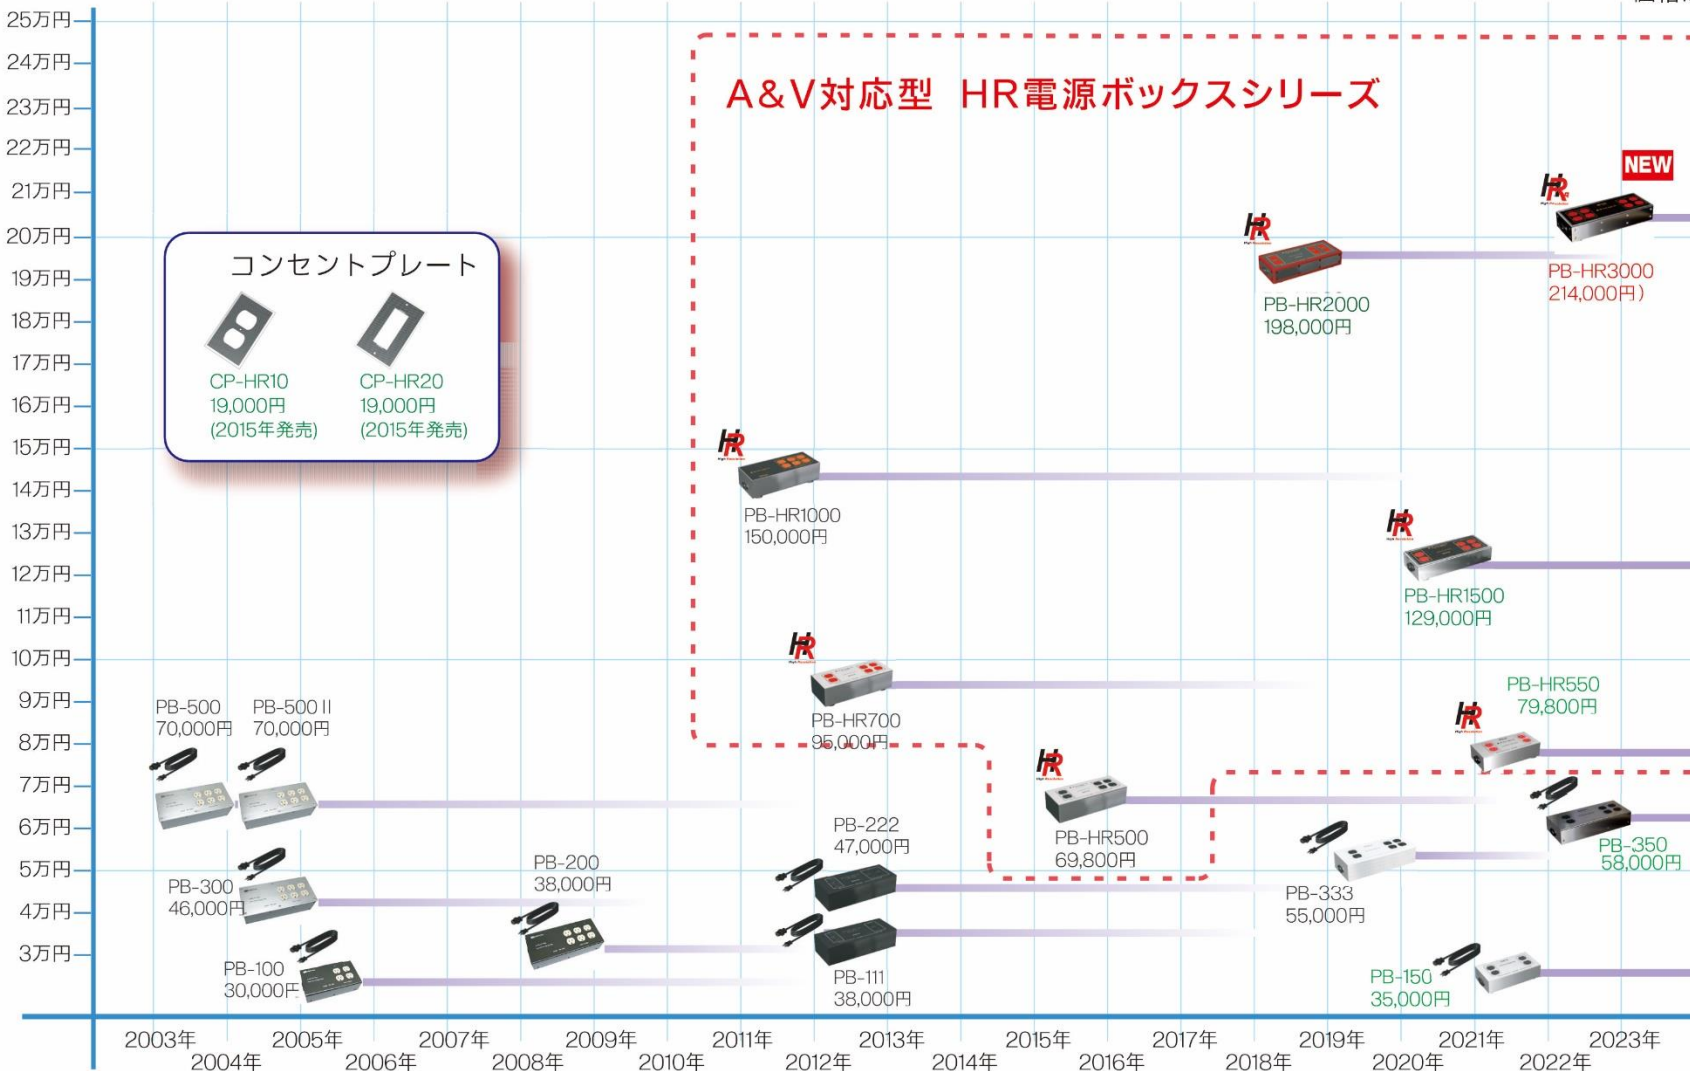 25万円
24万円
23万円
22万円
21万円
20万円
19万円
18万円
17万円
16万円
15万円
14万円
13万円
12万円
11万円
10万円
9万円
8万円
7万円
6万円
5万円
4万円
3万円
A&V対応型 HR電源ボックスシリーズ
コンセントプレート
CP-HR10
19,000円
(2015年発売)
CP-HR20
19,000円
(2015年発売)
NEW
HR
PB-HR3000
214,000円)
HR
PB-HR2000
198,000円
HR
PB-HR1000
150,000円
HR
PB-HR1500
129,000円
HR
PB-HR700
95,000円
HR
PB-HR550
79,800円
HR
PB-HR500
69,800円
PB-500
70,000円
PB-500II
70,000円
PB-300
46,000円
PB-100
30,000円
PB-200
38,000円
PB-222
47,000円
PB-111
38,000円
PB-333
55,000円
PB-350
58,000円
PB-150
35,000円
2003年
2004年
2005年
2006年
2007年
2008年
2009年
2010年
2011年
2012年
2013年
2014年
2015年
2016年
2017年
2018年
2019年
2020年
2021年
2022年
2023年